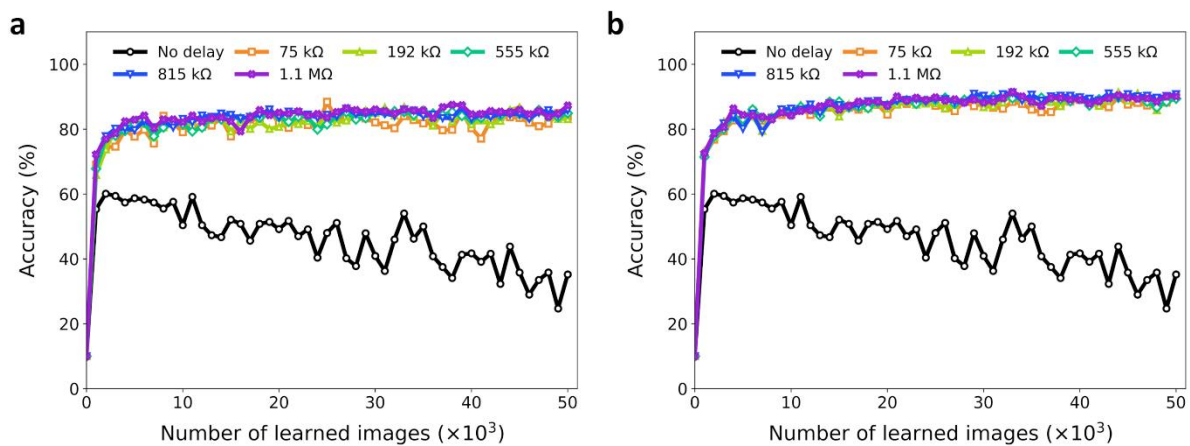 a
No delay 75 kΩ 192 kΩ 555 kΩ
815 kΩ 1.1 MΩ
100
80
60
40
20
0
Accuracy (%)
0 10 20 30 40 50
Number of learned images (×10³)
b
No delay 75 kΩ 192 kΩ 555 kΩ
815 kΩ 1.1 MΩ
100
80
60
40
20
0
Accuracy (%)
0 10 20 30 40 50
Number of learned images (×10³)